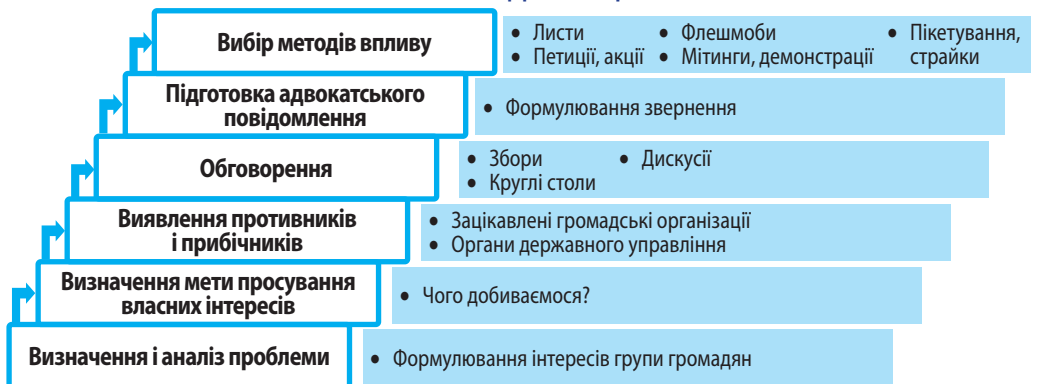 Вибір методів впливу
• Листи • Флешмоби • Пікетування,
• Петиції, акції • Мітинги, демонстрації страйки
Підготовка адвокатського
повідомлення
• Формулювання звернення
Обговорення
• Збори • Дискусії
• Круглі столи
Виявлення противників
і прибічників
• Зацікавлені громадські організації
• Органи державного управління
Визначення мети просування
власних інтересів
• Чого добиваємося?
Визначення і аналіз проблеми
• Формулювання інтересів групи громадян